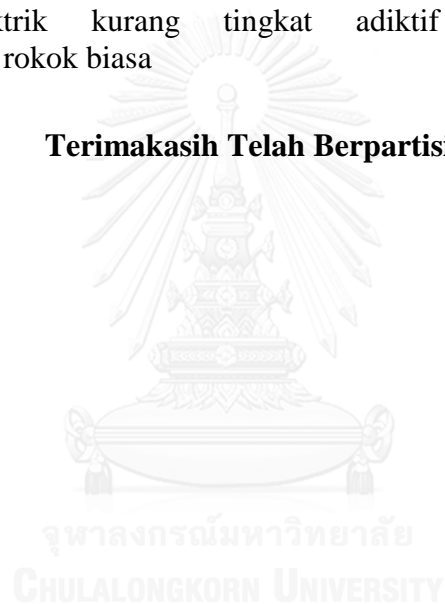 ktrik kurang tingkat adiktif
rokok biasa
Terimakasih Telah Berpartisi
จุฬาลงกรณ์มหาวิทยาลัย
CHULALONGKORN UNIVERSITY